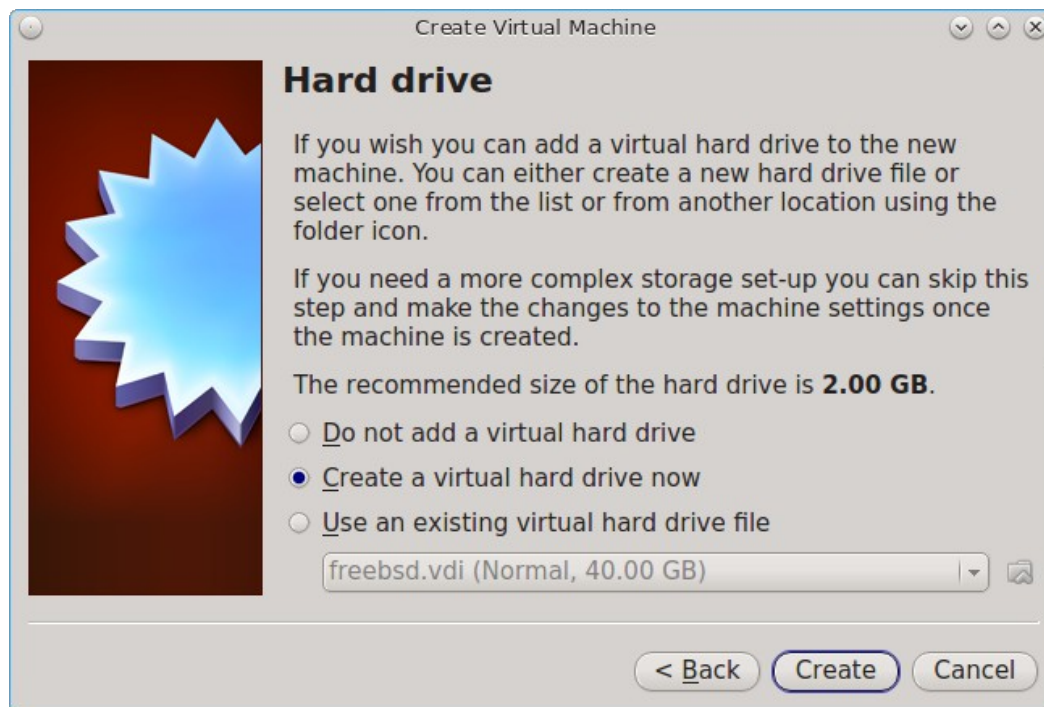 Create Virtual Machine
Hard drive
If you wish you can add a virtual hard drive to the new
machine. You can either create a new hard drive file or
select one from the list or from another location using the
folder icon.
If you need a more complex storage set-up you can skip this
step and make the changes to the machine settings once
the machine is created.
The recommended size of the hard drive is 2.00 GB.
Do not add a virtual hard drive
Create a virtual hard drive now
Use an existing virtual hard drive file
freebsd.vdi (Normal, 40.00 GB)
< Back Create Cancel